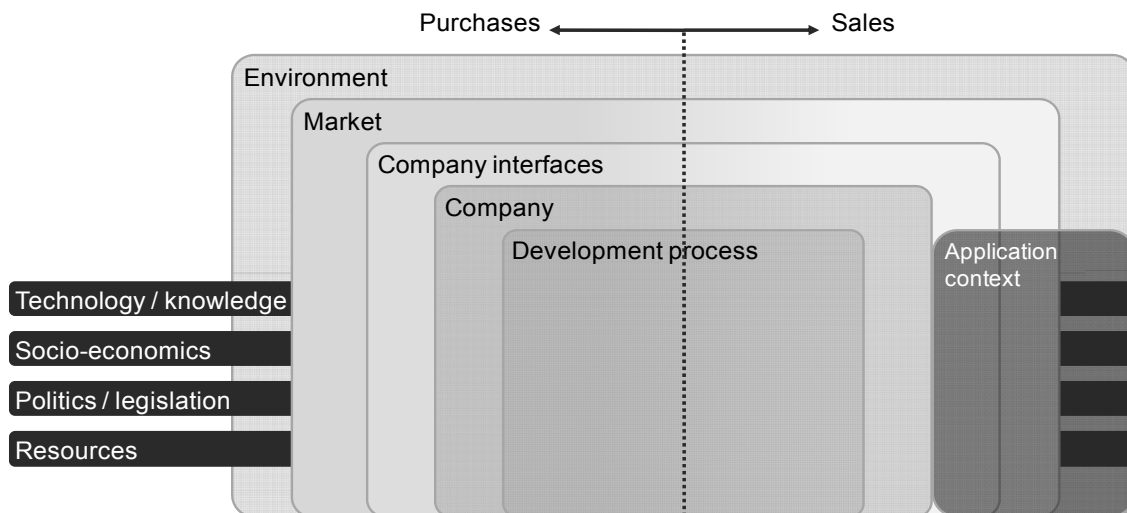 Purchases
Sales
Environment
Market
Company interfaces
Company
Development process
Application
context
Technology / knowledge
Socio-economics
Politics / legislation
Resources